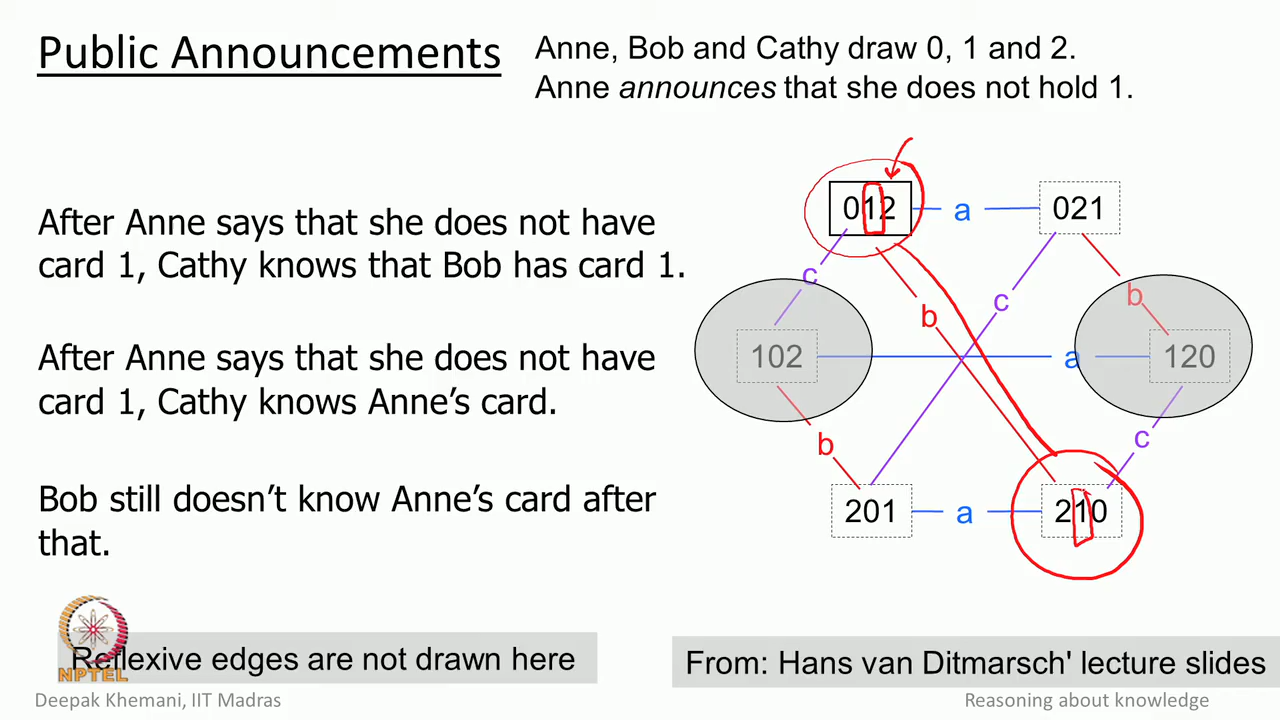 Public Announcements
Anne, Bob and Cathy draw 0, 1 and 2.
Anne announces that she does not hold 1.
After Anne says that she does not have
card 1, Cathy knows that Bob has card 1.
After Anne says that she does not have
card 1, Cathy knows Anne's card.
Bob still doesn't know Anne's card after
that.
012
a
021
c
b
c
b
102
a
120
b
c
201
a
210
Reflexive edges are not drawn here
NPTEL
From: Hans van Ditmarsch' lecture slides
Deepak Khemani, IIT Madras
Reasoning about knowledge